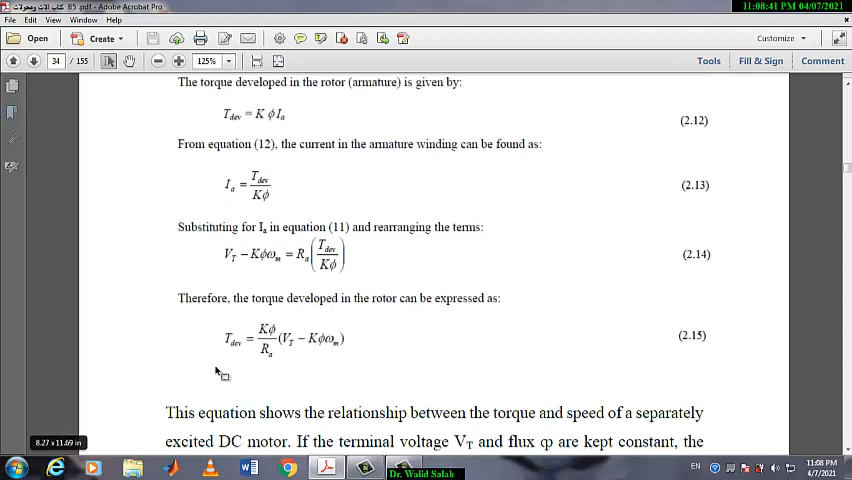 كتاب الات ومحولات 85 .pdf - Adobe Acrobat Pro
11:08:41 PM 04/07/2021
File Edit View Window Help
Open Create Customize
34 / 155 125% Tools Fill & Sign Comment
The torque developed in the rotor (armature) is given by:
T_dev = K ϕ I_a (2.12)
From equation (12), the current in the armature winding can be found as:
I_a = T_dev / Kϕ (2.13)
Substituting for I_a in equation (11) and rearranging the terms:
V_T − Kϕω_m = R_a (T_dev / Kϕ) (2.14)
Therefore, the torque developed in the rotor can be expressed as:
T_dev = Kϕ / R_a (V_T − Kϕω_m) (2.15)
This equation shows the relationship between the torque and speed of a separately
excited DC motor. If the terminal voltage V_T and flux φ are kept constant, the
8.27 x 11.69 in
EN 11:08 PM
4/7/2021
Dr. Walid Salah